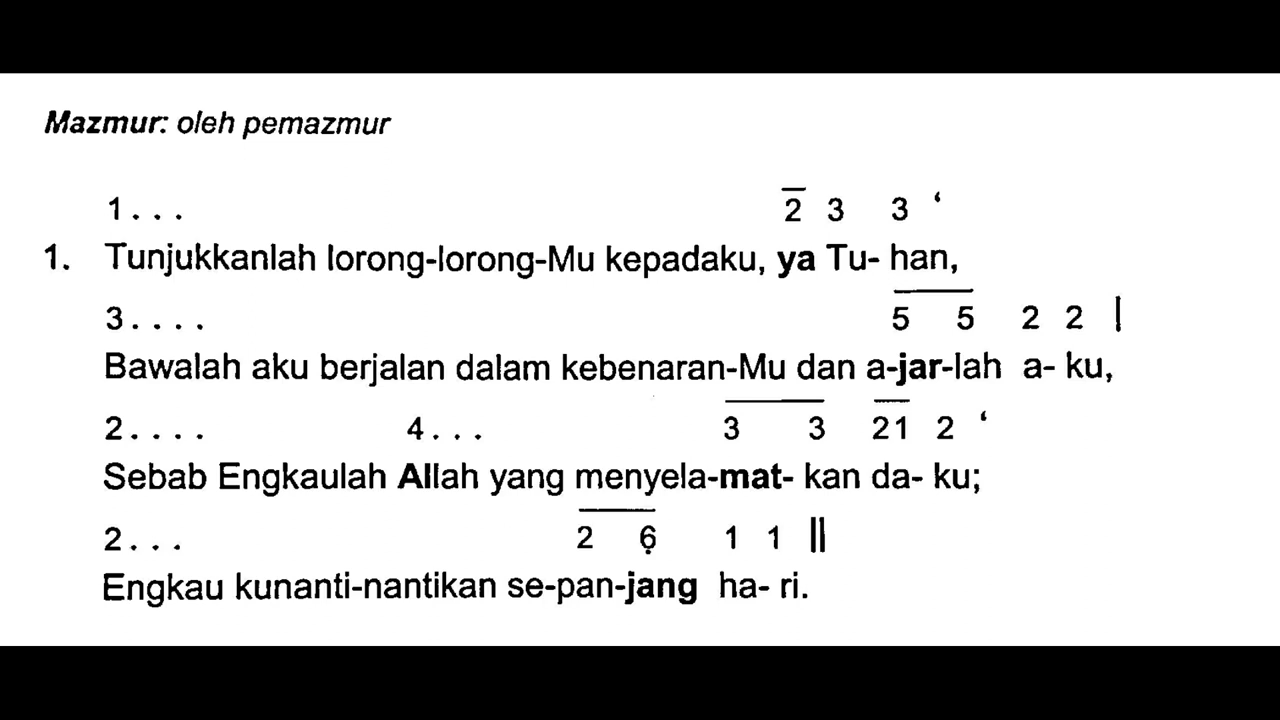 Mazmur: oleh pemazmur
1 . . . 2 3 3 ‘
1. Tunjukkanlah lorong-lorong-Mu kepadaku, ya Tu- han,
3 . . . . 5 5 2 2 |
Bawalah aku berjalan dalam kebenaran-Mu dan a-jar-lah a- ku,
2 . . . . 4 . . . 3 3 21 2 ‘
Sebab Engkaulah Allah yang menyela-mat- kan da- ku;
2 . . . 2 6̣ 1 1 ||
Engkau kunanti-nantikan se-pan-jang ha- ri.